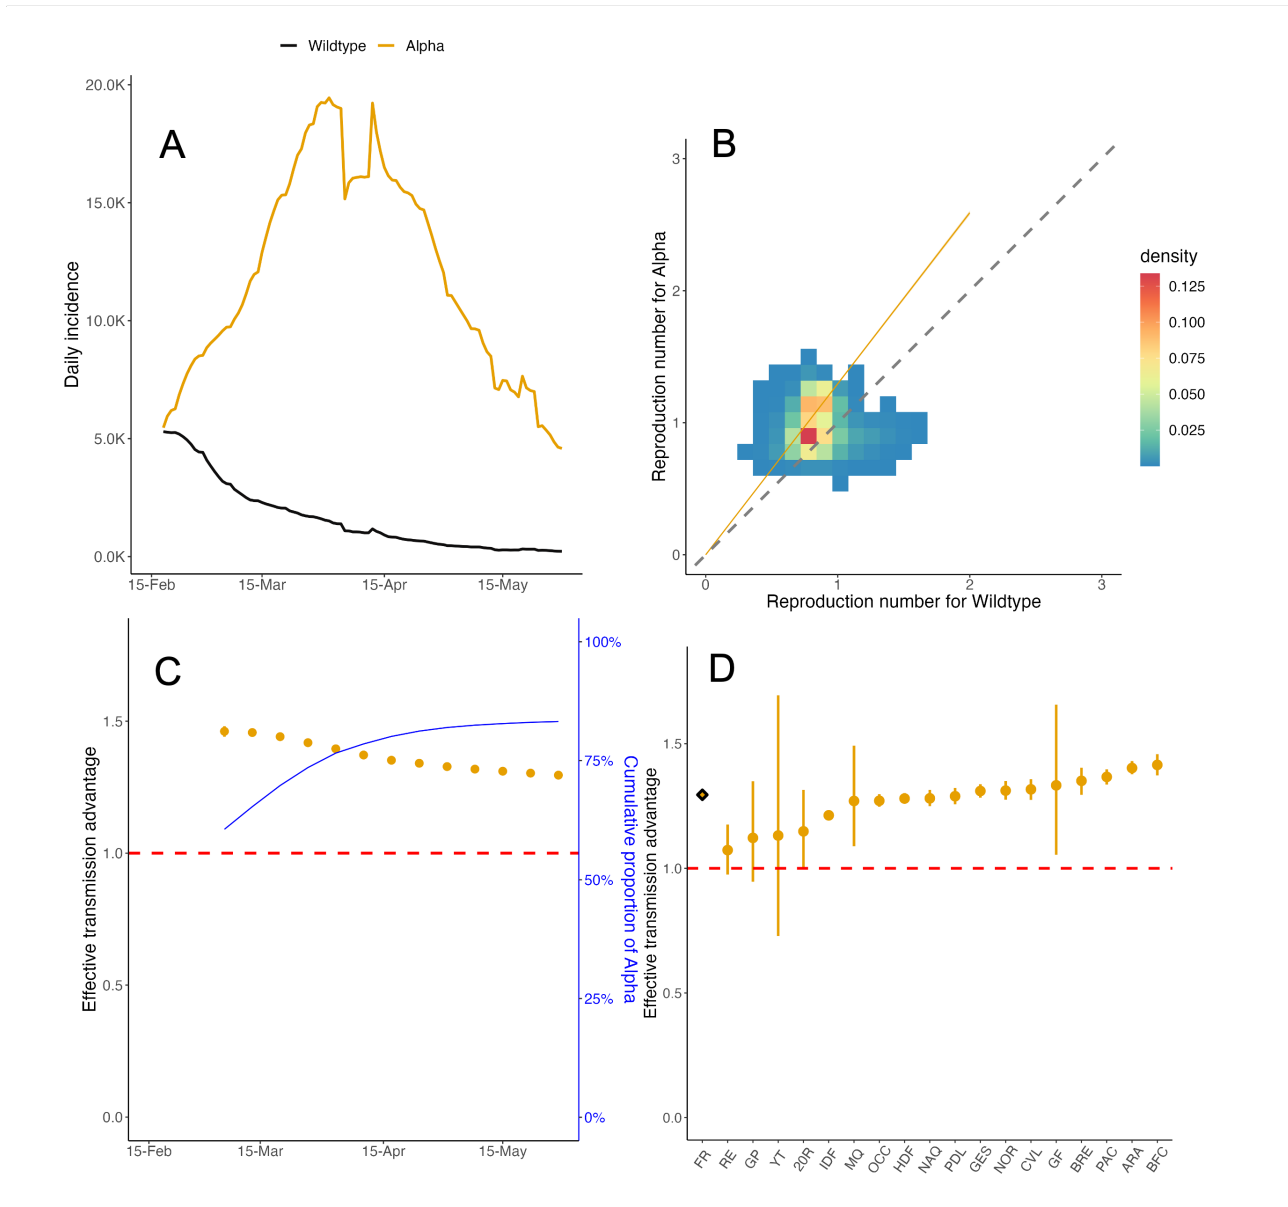 Wildtype Alpha
A
Daily incidence
20.0K
15.0K
10.0K
5.0K
0.0K
15-Feb 15-Mar 15-Apr 15-May
B
Reproduction number for Alpha
3
2
1
0
0 1 2 3
Reproduction number for Wildtype
density
0.125
0.100
0.075
0.050
0.025
C
Effective transmission advantage
1.5
1.0
0.5
0.0
15-Feb 15-Mar 15-Apr 15-May
100%
75%
50%
25%
0%
Cumulative proportion of Alpha
D
Effective transmission advantage
1.5
1.0
0.5
0.0
FR RE GP YT 20R IDF MQ OCC HDF NAQ PDL GES NOR CVL GF BRE PAC ARA BFC